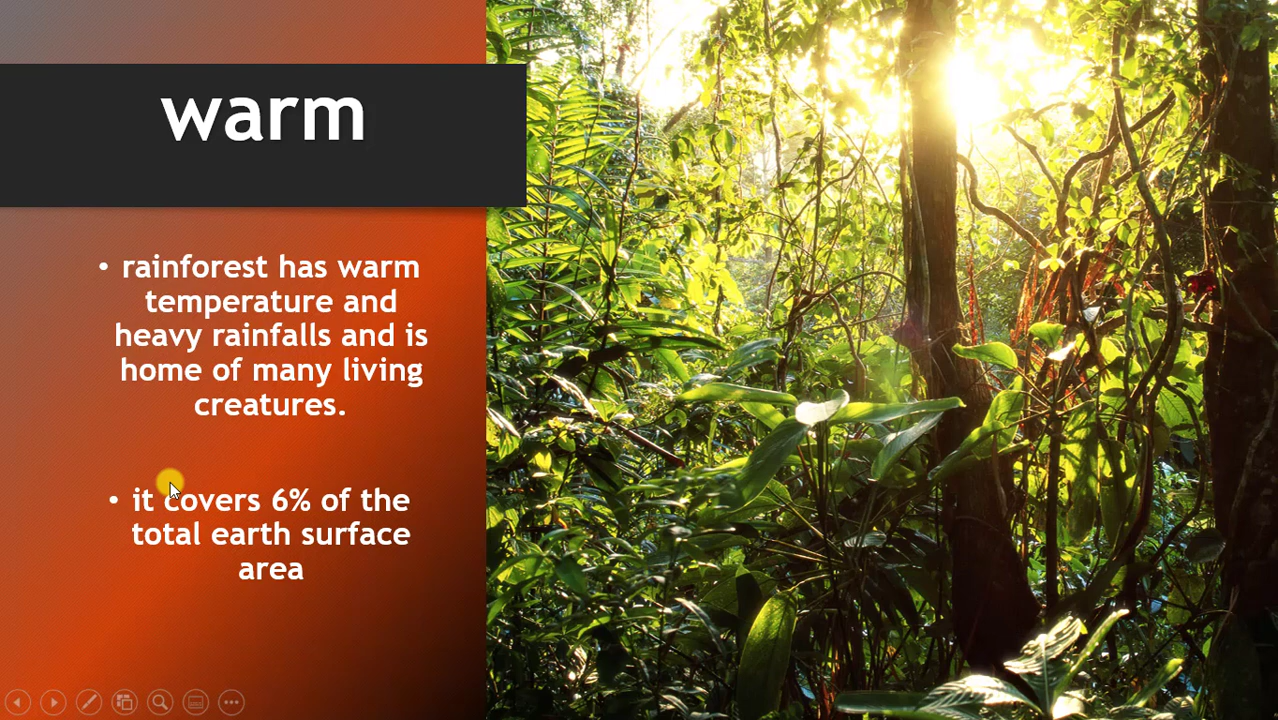 warm
• rainforest has warm
temperature and
heavy rainfalls and is
home of many living
creatures.
• it covers 6% of the
total earth surface
area